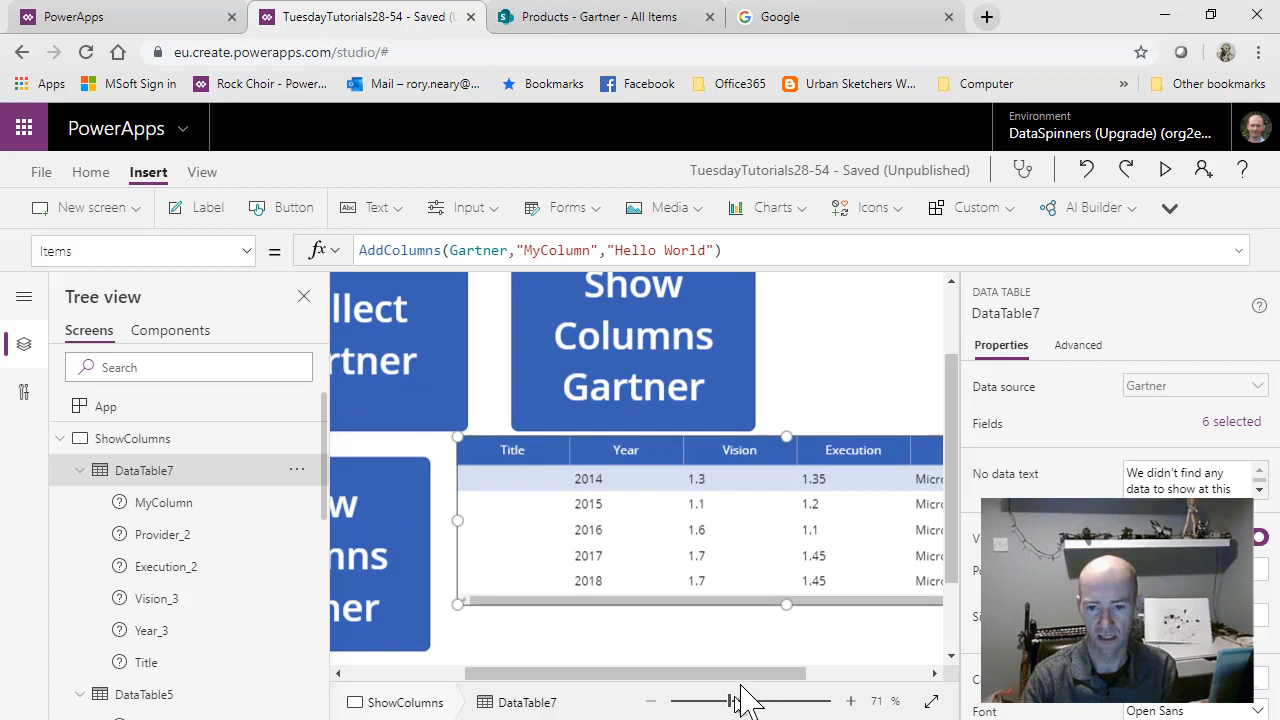 PowerApps
TuesdayTutorials28-54 - Saved (U
Products - Gartner - All Items
Google
eu.create.powerapps.com/studio/#
Apps
MSoft Sign in
Rock Choir - Power...
Mail – rory.neary@...
Bookmarks
Facebook
Office365
Urban Sketchers W...
Computer
Other bookmarks
PowerApps
Environment
DataSpinners (Upgrade) (org2e...
File
Home
Insert
View
TuesdayTutorials28-54 - Saved (Unpublished)
New screen
Label
Button
Text
Input
Forms
Media
Charts
Icons
Custom
AI Builder
Items
= fx
AddColumns(Gartner,"MyColumn","Hello World")
Tree view
Screens
Components
Search
App
ShowColumns
DataTable7
MyColumn
Provider_2
Execution_2
Vision_3
Year_3
Title
DataTable5
llect
rtner
Show
Columns
Gartner
w
nns
ner
Title Year Vision Execution
2014 1.3 1.35 Micro
2015 1.1 1.2 Micro
2016 1.6 1.1 Micro
2017 1.7 1.45 Micro
2018 1.7 1.45 Micro
ShowColumns
DataTable7
71 %
DATA TABLE
DataTable7
Properties
Advanced
Data source
Gartner
Fields
6 selected
No data text
We didn't find any
data to show at this
Font
Open Sans